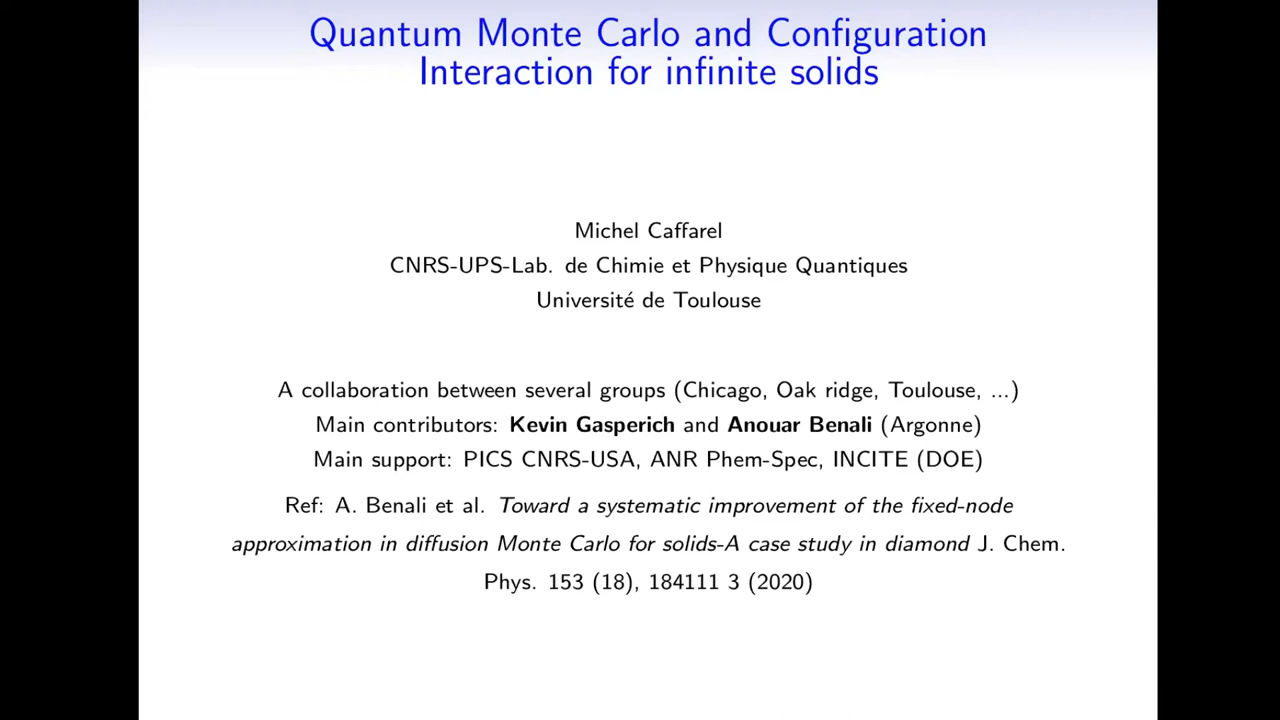 Quantum Monte Carlo and Configuration
Interaction for infinite solids
Michel Caffarel
CNRS-UPS-Lab. de Chimie et Physique Quantiques
Université de Toulouse
A collaboration between several groups (Chicago, Oak ridge, Toulouse, ...)
Main contributors: Kevin Gasperich and Anouar Benali (Argonne)
Main support: PICS CNRS-USA, ANR Phem-Spec, INCITE (DOE)
Ref: A. Benali et al. Toward a systematic improvement of the fixed-node
approximation in diffusion Monte Carlo for solids-A case study in diamond J. Chem.
Phys. 153 (18), 184111 3 (2020)